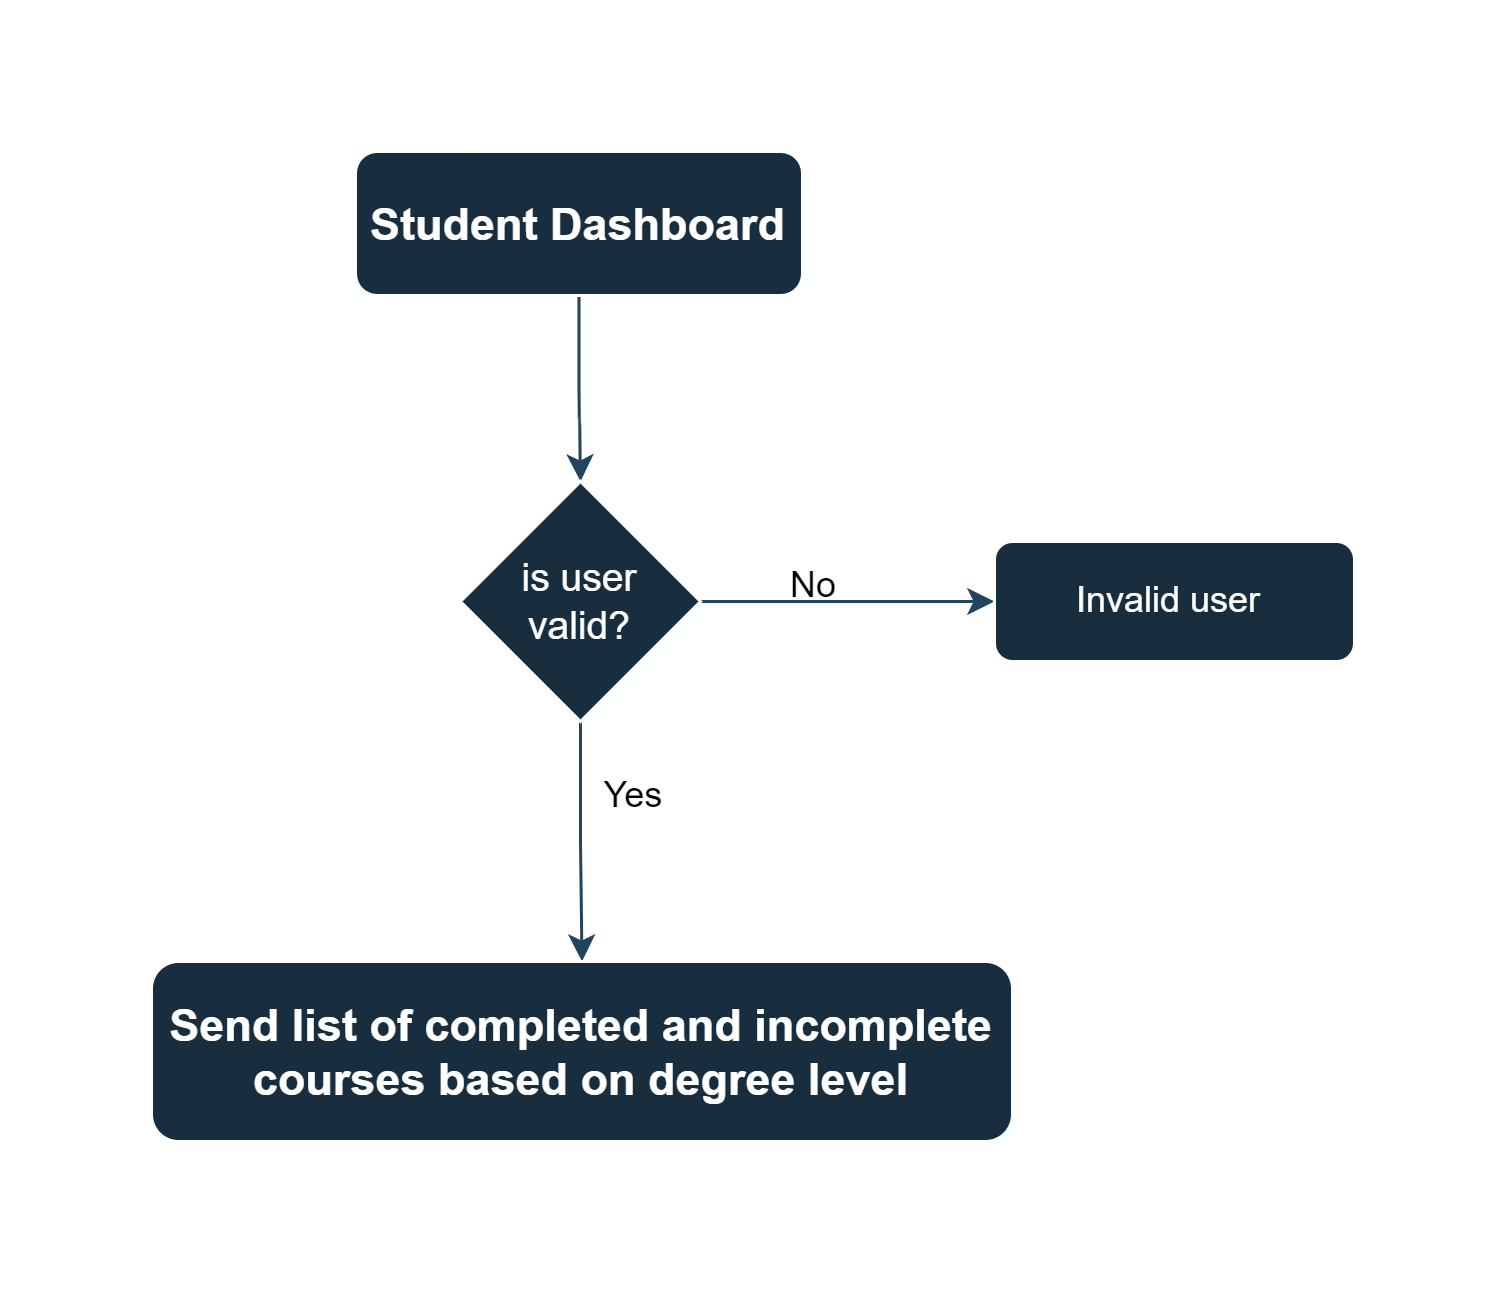 Student Dashboard
is user
valid?
No
Invalid user
Yes
Send list of completed and incomplete
courses based on degree level